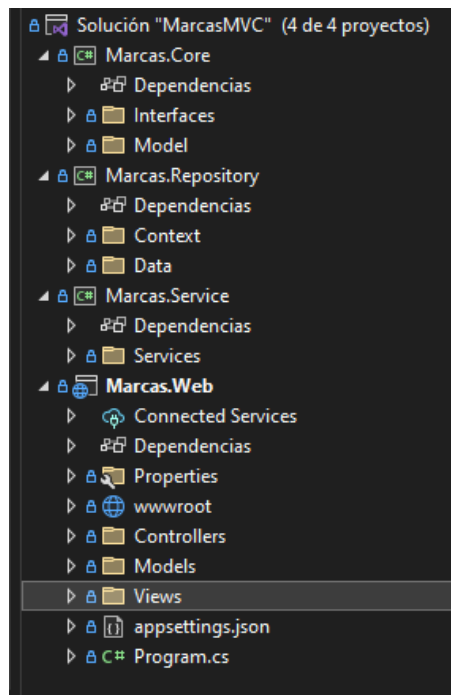 Solución "MarcasMVC" (4 de 4 proyectos)
C# Marcas.Core
Dependencias
Interfaces
Model
C# Marcas.Repository
Dependencias
Context
Data
C# Marcas.Service
Dependencias
Services
Marcas.Web
Connected Services
Dependencias
Properties
wwwroot
Controllers
Models
Views
appsettings.json
C# Program.cs